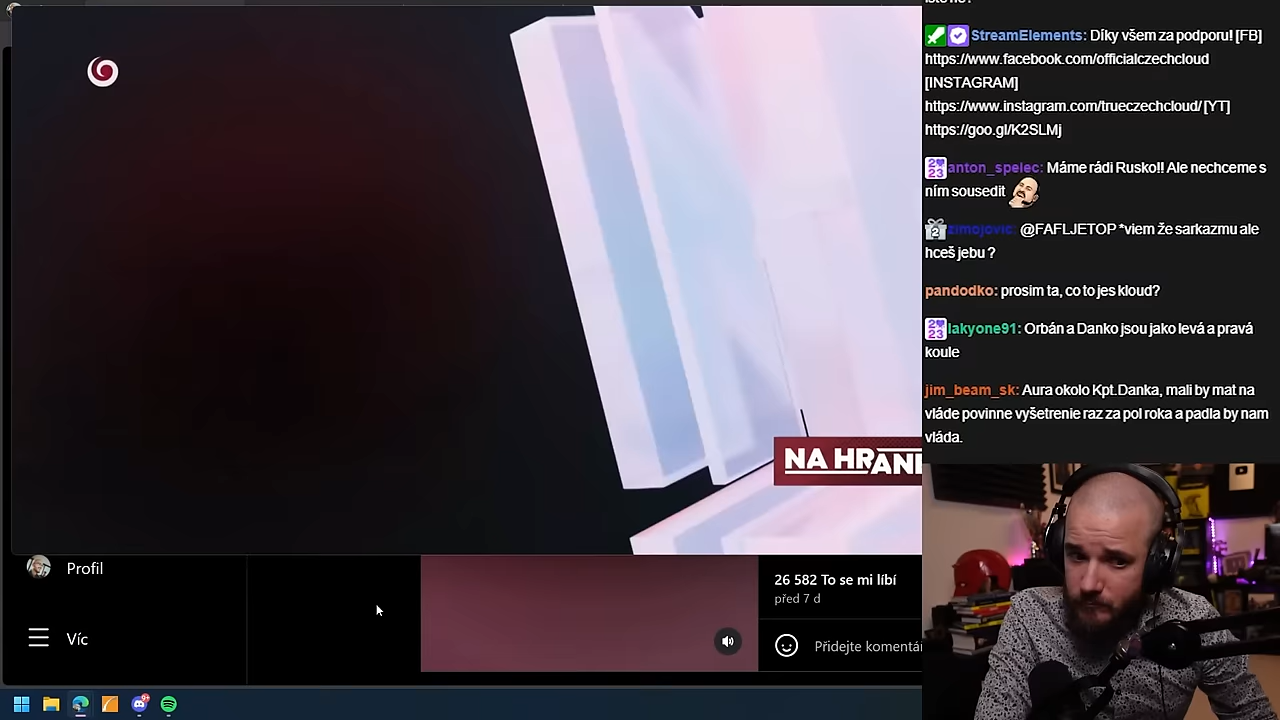 StreamElements: Díky všem za podporu! [FB]
https://www.facebook.com/officialczechcloud
[INSTAGRAM]
https://www.instagram.com/trueczechcloud/ [YT]
https://goo.gl/K2SLMj
anton_spelec: Máme rádi Rusko!! Ale nechceme s
ním sousedit
zimojovic: @FAFLJETOP *viem že sarkazmu ale
hceš jebu ?
pandodko: prosim ta, co to jes kloud?
lakyone91: Orbán a Danko jsou jako levá a pravá
koule
jim_beam_sk: Aura okolo Kpt.Danka, mali by mat na
vláde povinne vyšetrenie raz za pol roka a padla by nam
vláda.
NA HRANI
Profil
Víc
26 582 To se mi líbí
před 7 d
Přidejte komentá